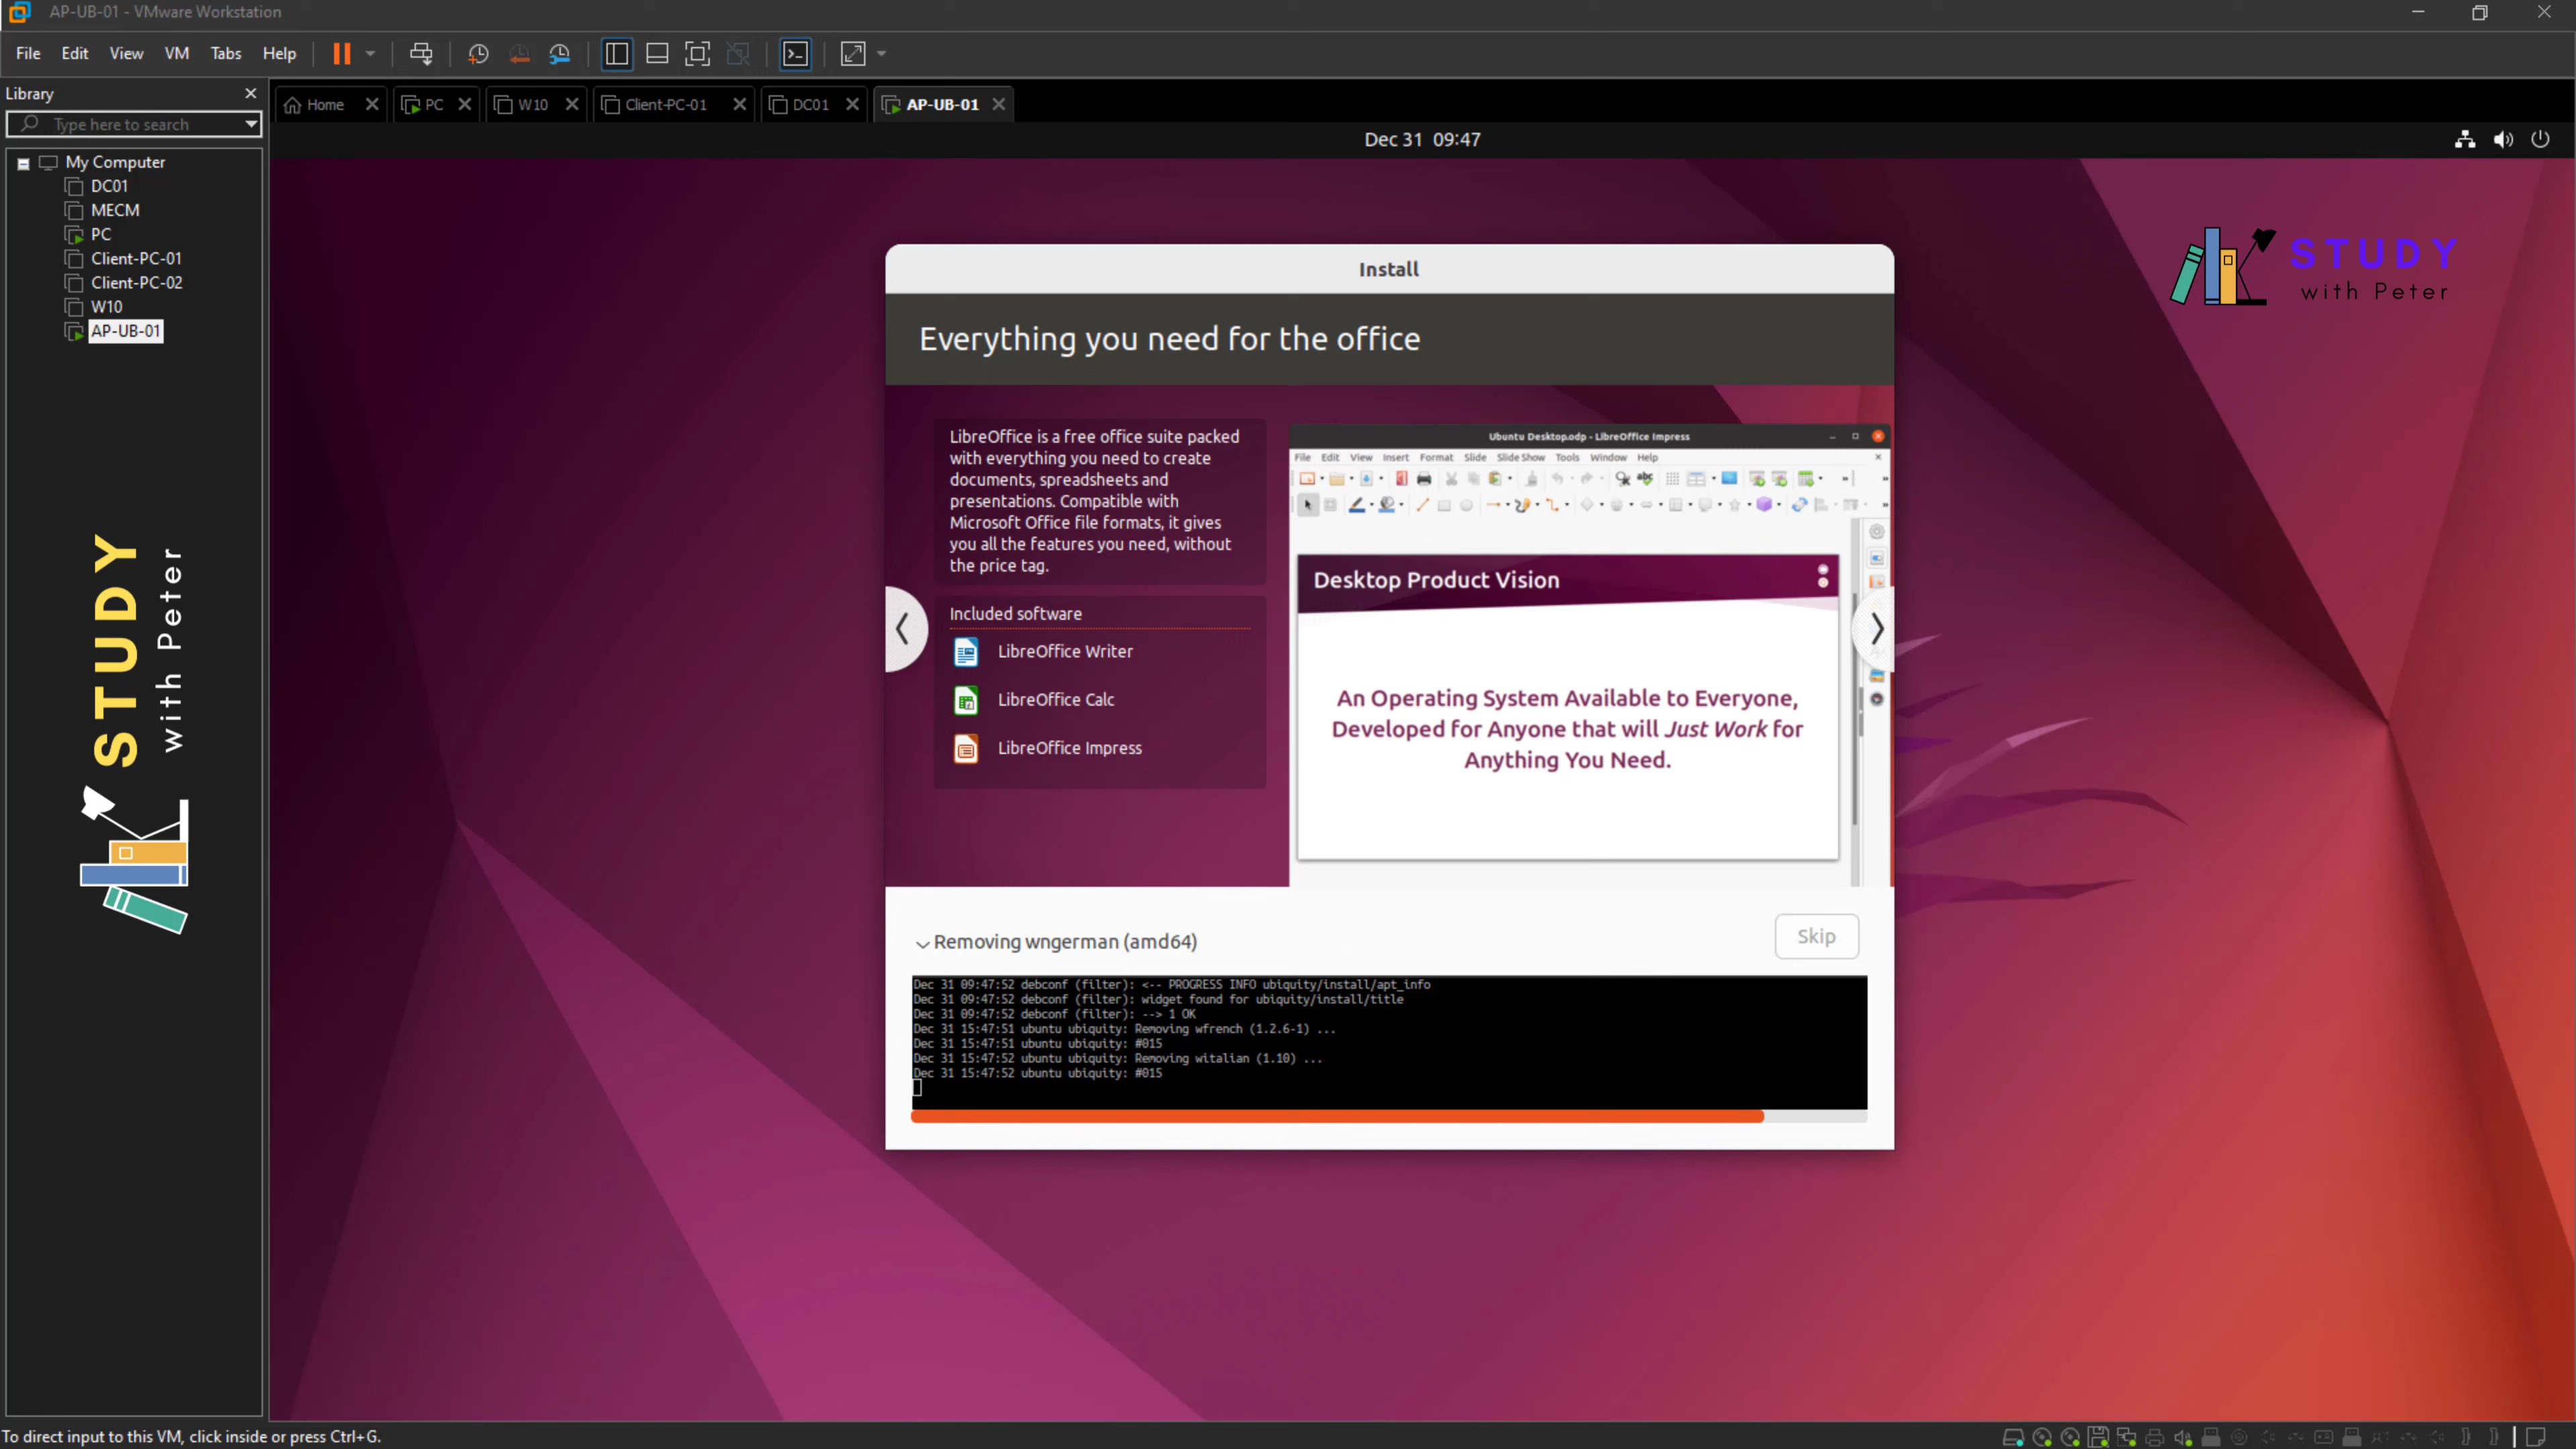 AP-UB-01 - VMware Workstation
File Edit View VM Tabs Help
Library
Type here to search
My Computer
DC01
MECM
PC
Client-PC-01
Client-PC-02
W10
AP-UB-01
STUDY
with Peter
Home PC W10 Client-PC-01 DC01 AP-UB-01
Dec 31 09:47
STUDY
with Peter
Install
Everything you need for the office
LibreOffice is a free office suite packed
with everything you need to create
documents, spreadsheets and
presentations. Compatible with
Microsoft Office file formats, it gives
you all the features you need, without
the price tag.
Included software
LibreOffice Writer
LibreOffice Calc
LibreOffice Impress
Ubuntu Desktop.odp - LibreOffice Impress
File Edit View Insert Format Slide Slide Show Tools Window Help
Desktop Product Vision
An Operating System Available to Everyone,
Developed for Anyone that will Just Work for
Anything You Need.
Removing wngerman (amd64)
Skip
Dec 31 09:47:52 debconf (filter): <-- PROGRESS INFO ubiquity/install/apt_info
Dec 31 09:47:52 debconf (filter): widget found for ubiquity/install/title
Dec 31 09:47:52 debconf (filter): --> 1 OK
Dec 31 15:47:51 ubuntu ubiquity: Removing wfrench (1.2.6-1) ...
Dec 31 15:47:51 ubuntu ubiquity: #015
Dec 31 15:47:52 ubuntu ubiquity: Removing witalian (1.10) ...
Dec 31 15:47:52 ubuntu ubiquity: #015
To direct input to this VM, click inside or press Ctrl+G.